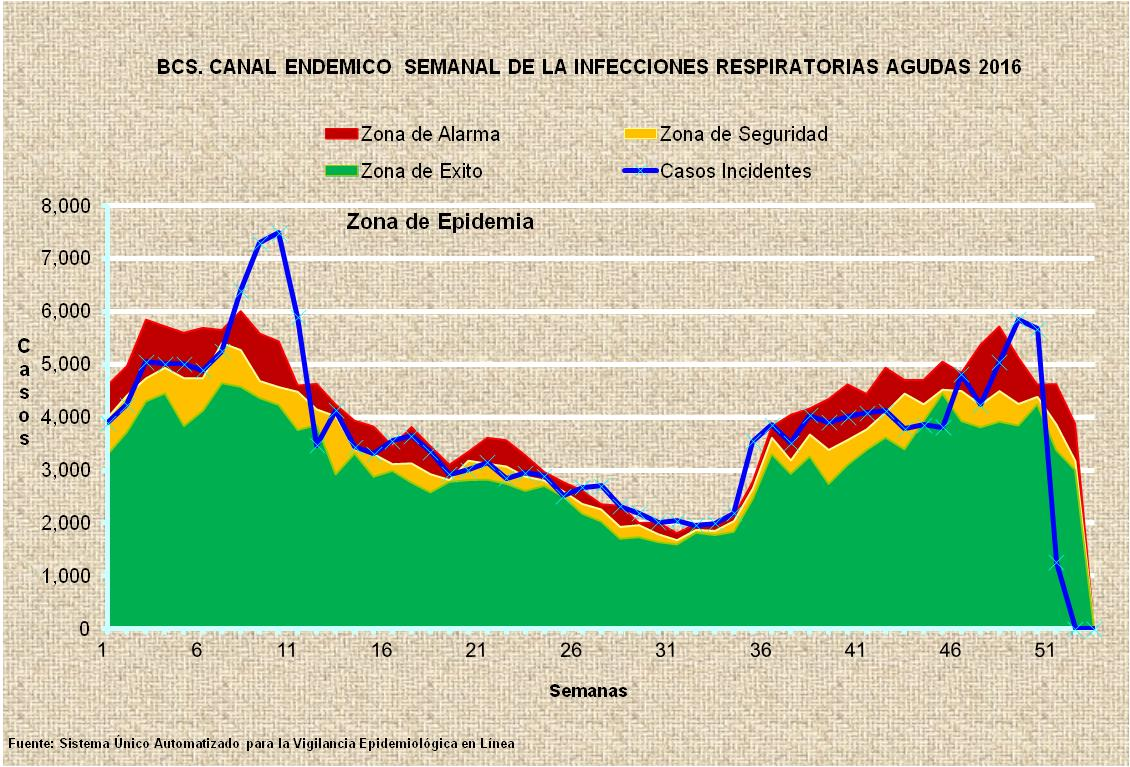 BCS. CANAL ENDEMICO SEMANAL DE LA INFECCIONES RESPIRATORIAS AGUDAS 2016
Zona de Alarma
Zona de Seguridad
Zona de Exito
Casos Incidentes
Zona de Epidemia
8,000
7,000
6,000
5,000
4,000
3,000
2,000
1,000
0
Casos
1 6 11 16 21 26 31 36 41 46 51
Semanas
Fuente: Sistema Único Automatizado para la Vigilancia Epidemiológica en Línea